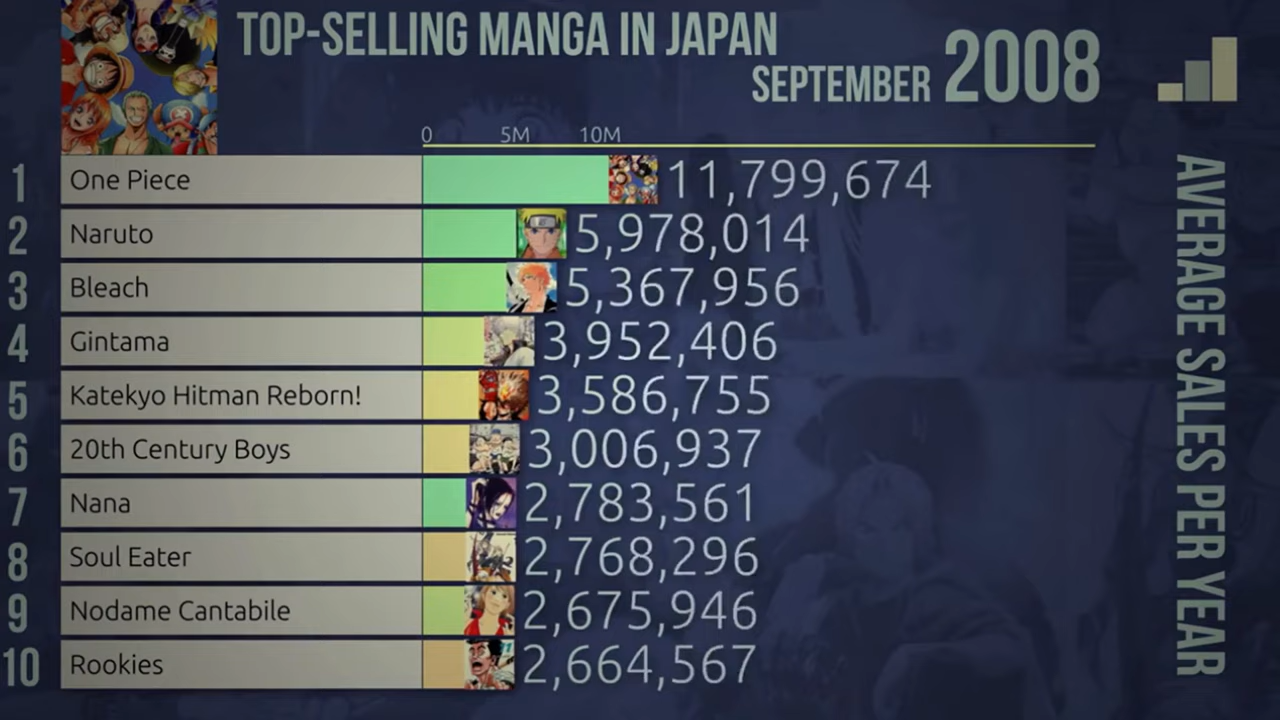 TOP-SELLING MANGA IN JAPAN
SEPTEMBER 2008
0 5M 10M
1 One Piece 11,799,674
2 Naruto 5,978,014
3 Bleach 5,367,956
4 Gintama 3,952,406
5 Katekyo Hitman Reborn! 3,586,755
6 20th Century Boys 3,006,937
7 Nana 2,783,561
8 Soul Eater 2,768,296
9 Nodame Cantabile 2,675,946
10 Rookies 2,664,567
AVERAGE SALES PER YEAR